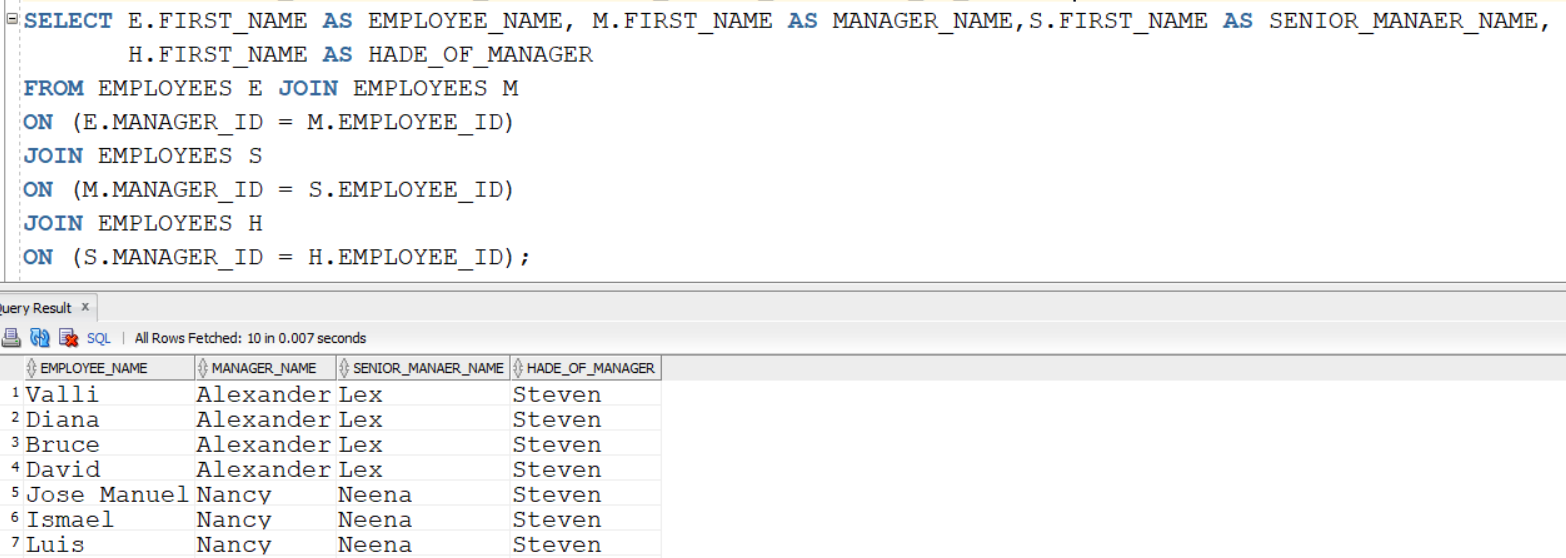 SELECT E.FIRST_NAME AS EMPLOYEE_NAME, M.FIRST_NAME AS MANAGER_NAME,S.FIRST_NAME AS SENIOR_MANAER_NAME,
H.FIRST_NAME AS HADE_OF_MANAGER
FROM EMPLOYEES E JOIN EMPLOYEES M
ON (E.MANAGER_ID = M.EMPLOYEE_ID)
JOIN EMPLOYEES S
ON (M.MANAGER_ID = S.EMPLOYEE_ID)
JOIN EMPLOYEES H
ON (S.MANAGER_ID = H.EMPLOYEE_ID);
Query Result x
SQL | All Rows Fetched: 10 in 0.007 seconds
EMPLOYEE_NAME MANAGER_NAME SENIOR_MANAER_NAME HADE_OF_MANAGER
1 Valli Alexander Lex Steven
2 Diana Alexander Lex Steven
3 Bruce Alexander Lex Steven
4 David Alexander Lex Steven
5 Jose Manuel Nancy Neena Steven
6 Ismael Nancy Neena Steven
7 Luis Nancy Neena Steven